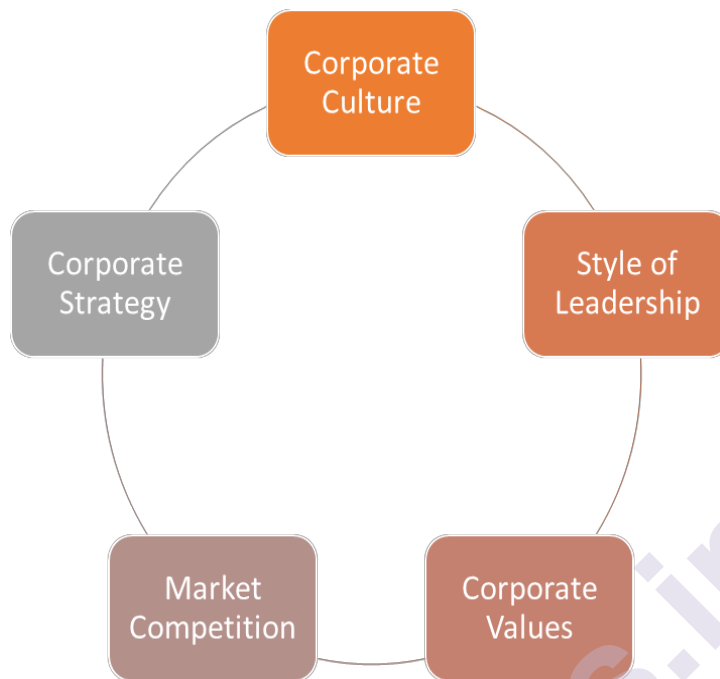 Corporate
Culture
Style of
Leadership
Corporate
Values
Market
Competition
Corporate
Strategy